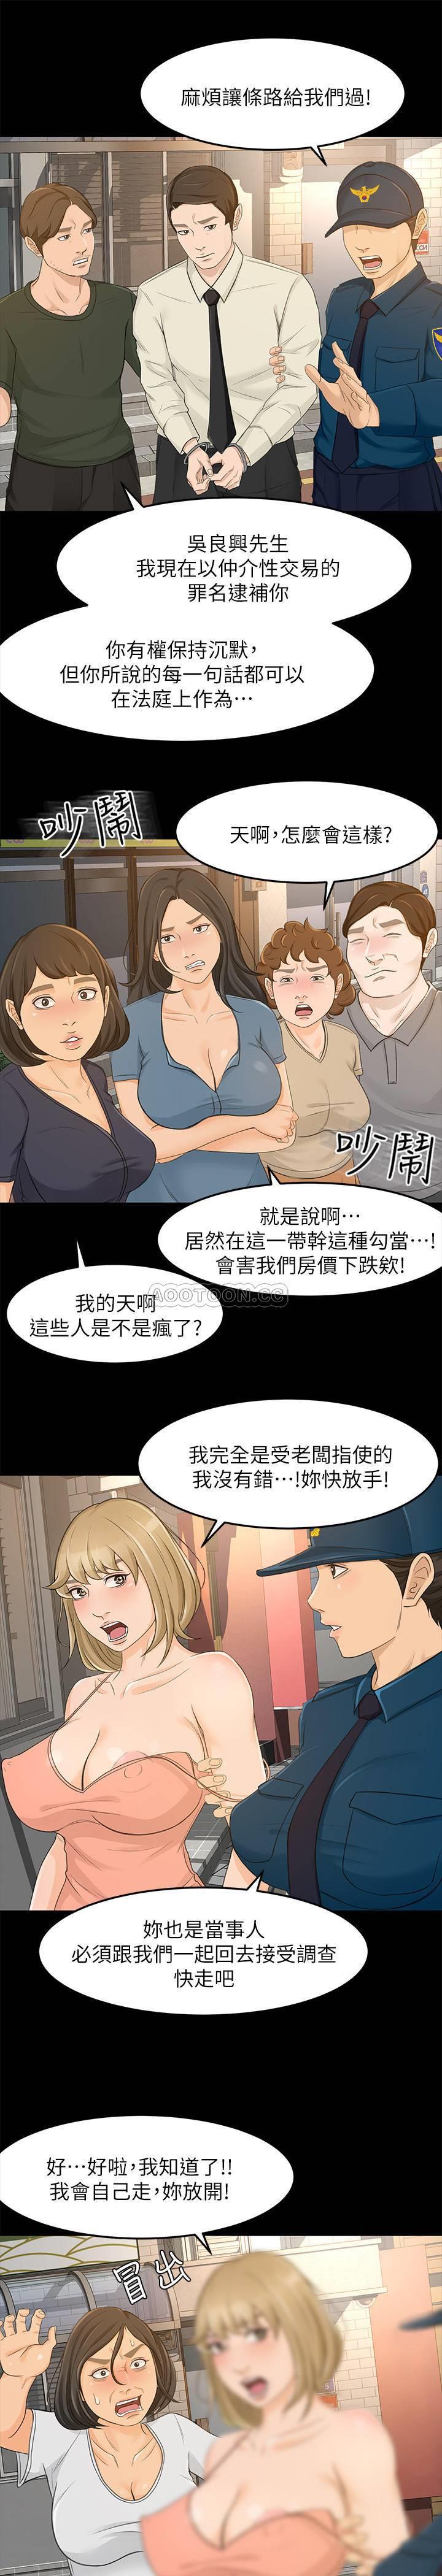 麻煩讓條路給我們過!
吳良興先生
我現在以仲介性交易的
罪名逮補你
你有權保持沉默,
但你所說的每一句話都可以
在法庭上作為…
吵鬧
天啊,怎麼會這樣?
吵鬧
就是說啊…
居然在這一帶幹這種勾當…!
會害我們房價下跌欸!
我的天啊
這些人是不是瘋了?
AOOTOON.CC
我完全是受老闆指使的
我沒有錯…!妳快放手!
妳也是當事人
必須跟我們一起回去接受調查
快走吧
好…好啦,我知道了!!
我會自己走,妳放開!
冒出